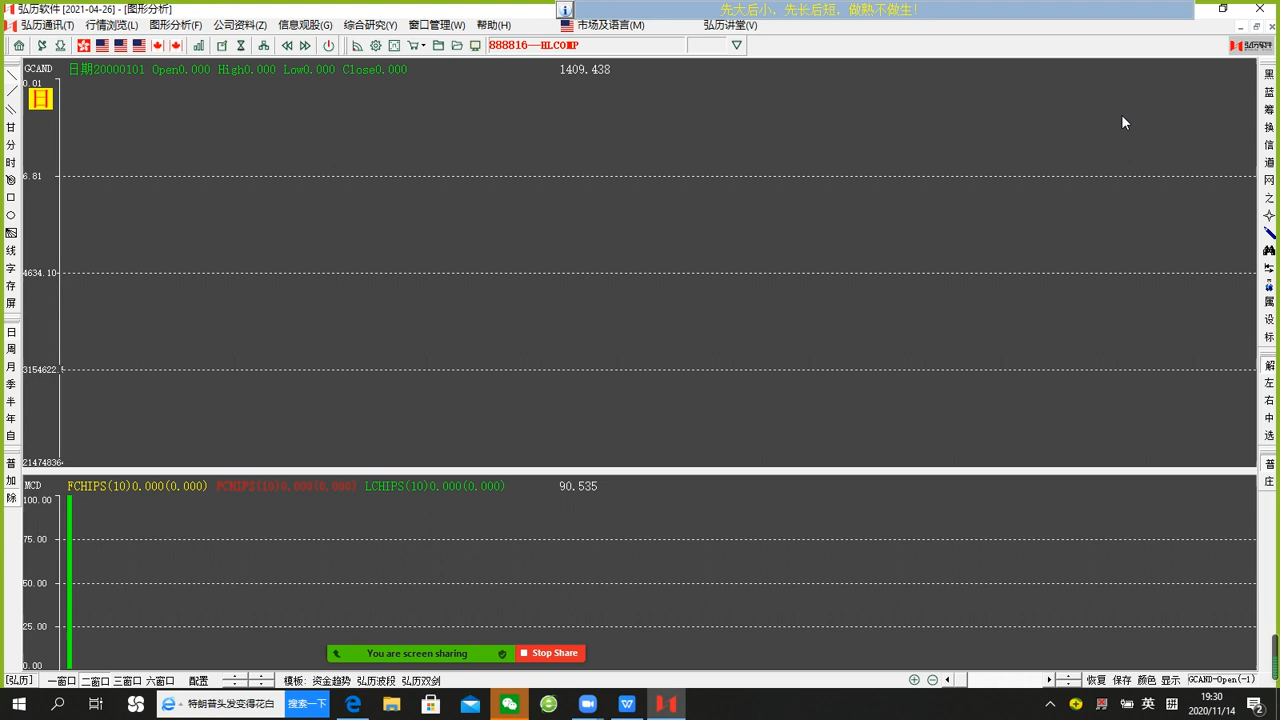 弘历软件 [2021-04-26] - [图形分析]
先大后小，先长后短，做熟不做生！
弘历资讯(T) 行情浏览(L) 图形分析(F) 公司资料(Z) 信息观股(G) 综合研究(Y) 窗口管理(W) 帮助(H) 市场及语言(M) 弘历讲堂(V)
888816—HLCOMP
弘历软件
GCAND 日期20000101 Open0.000 High0.000 Low0.000 Close0.000 1409.438
0.01
日
6.81
4634.10
3154622.
21474836
甘
分
时
线
字
存
屏
日
周
月
季
半
年
自
普
加
除
黑
蓝
筹
换
信
道
网
之
属
设
标
解
左
右
中
选
普
庄
MCD FCHIPS(10)0.000(0.000) PCHIPS(10)0.000(0.000) LCHIPS(10)0.000(0.000) 90.535
100.00
75.00
50.00
25.00
0.00
You are screen sharing Stop Share
[弘历] 一窗口 二窗口 三窗口 六窗口 配置 模板: 资金趋势 弘历波段 弘历双剑 恢复 保存 颜色 显示 GCAND-Open(-1)
特朗普头发变得花白 搜索一下
英
19:30
2020/11/14
2